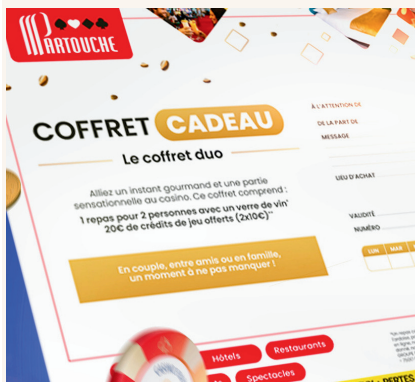 PARTOUCHE
COFFRET CADEAU
Le coffret duo
Alliez un instant gourmand et une partie
sensationnelle au casino. Ce coffret comprend :
1 repas pour 2 personnes avec un verre de vin*
20€ de crédits de jeu offerts (2x10€)**
En couple, entre amis ou en famille,
un moment à ne pas manquer !
À L'ATTENTION DE
DE LA PART DE
MESSAGE
LIEU D'ACHAT
VALIDITÉ
NUMÉRO
LUN MAR
Hôtels
Restaurants
Spectacles
: PERTES